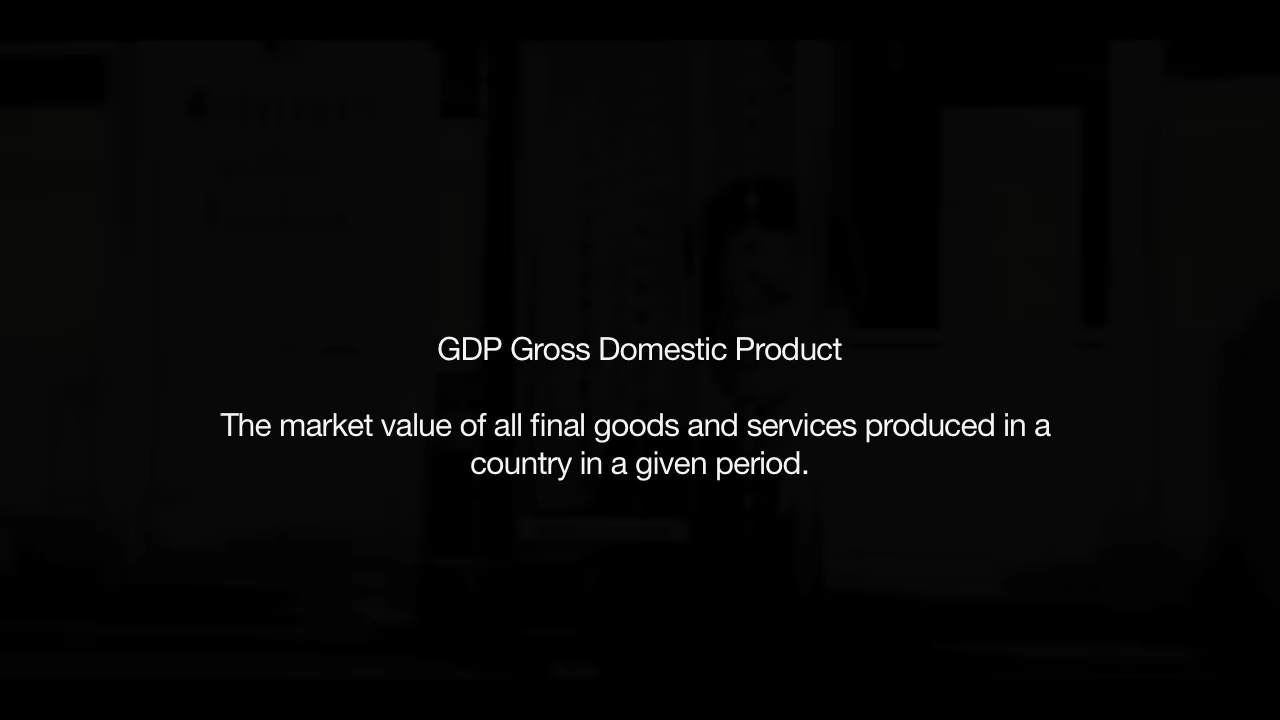 GDP Gross Domestic Product
The market value of all final goods and services produced in a
country in a given period.